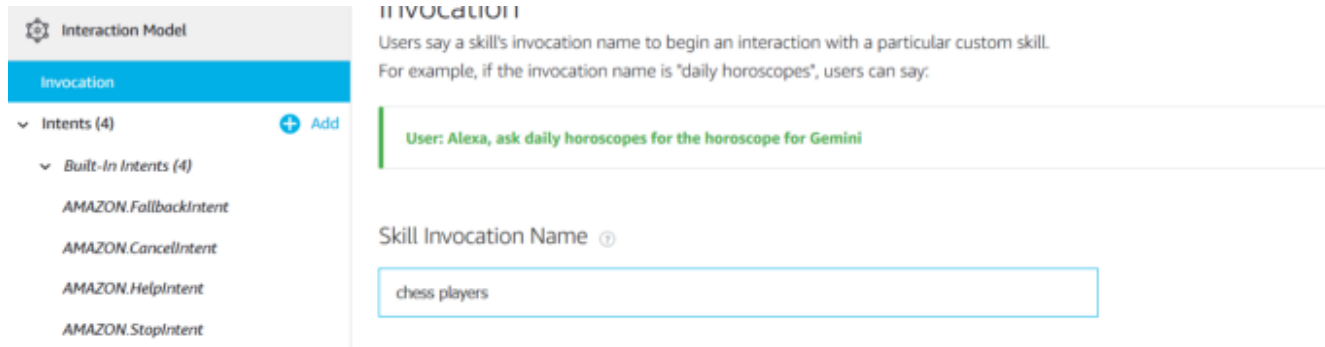 Interaction Model
Invocation
Intents (4)
Add
Built-In Intents (4)
AMAZON.FallbackIntent
AMAZON.CancelIntent
AMAZON.HelpIntent
AMAZON.StopIntent
Invocation
Users say a skill's invocation name to begin an interaction with a particular custom skill.
For example, if the invocation name is "daily horoscopes", users can say:
User: Alexa, ask daily horoscopes for the horoscope for Gemini
Skill Invocation Name
chess players